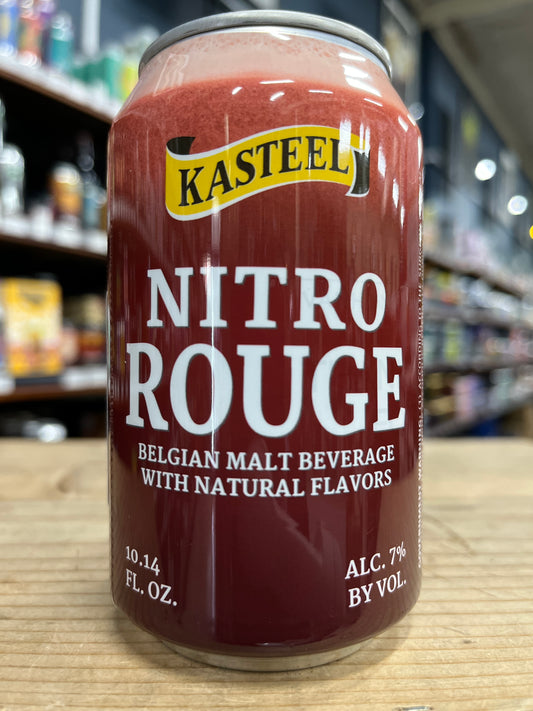 KASTEEL
NITRO
ROUGE
BELGIAN MALT BEVERAGE
WITH NATURAL FLAVORS
10.14
FL. OZ.
ALC. 7%
BY VOL.